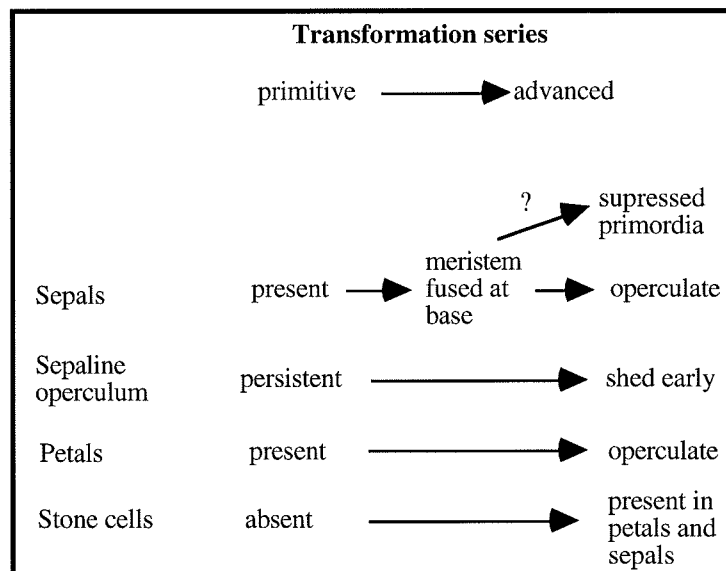 Transformation series
primitive advanced
?
supressed
primordia
Sepals present meristem
fused at
base operculate
Sepaline
operculum persistent shed early
Petals present operculate
Stone cells absent present in
petals and
sepals